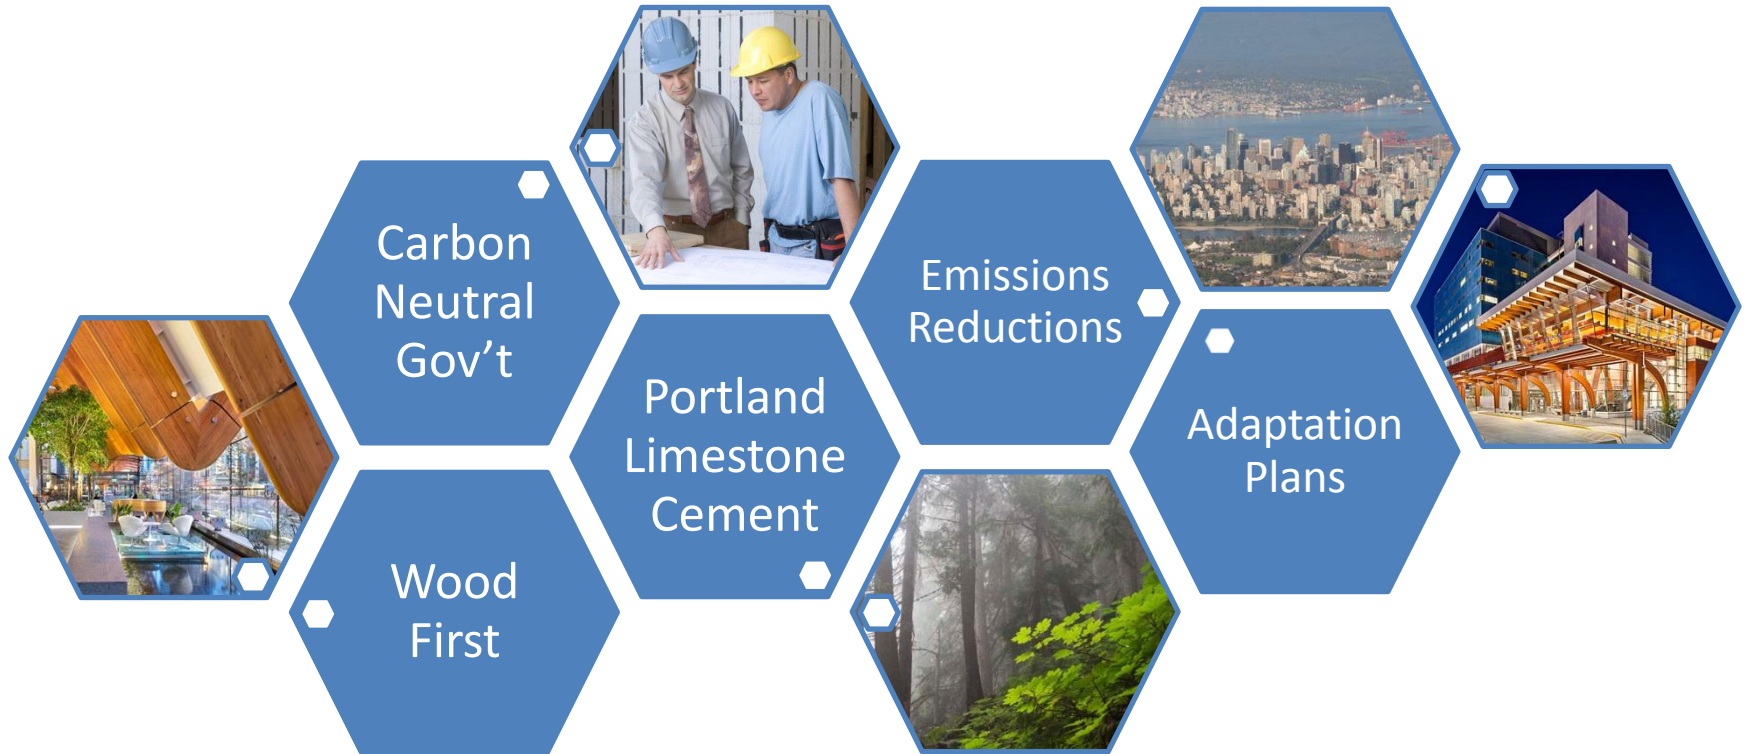 Carbon
Neutral
Gov’t
Wood
First
Portland
Limestone
Cement
Emissions
Reductions
Adaptation
Plans